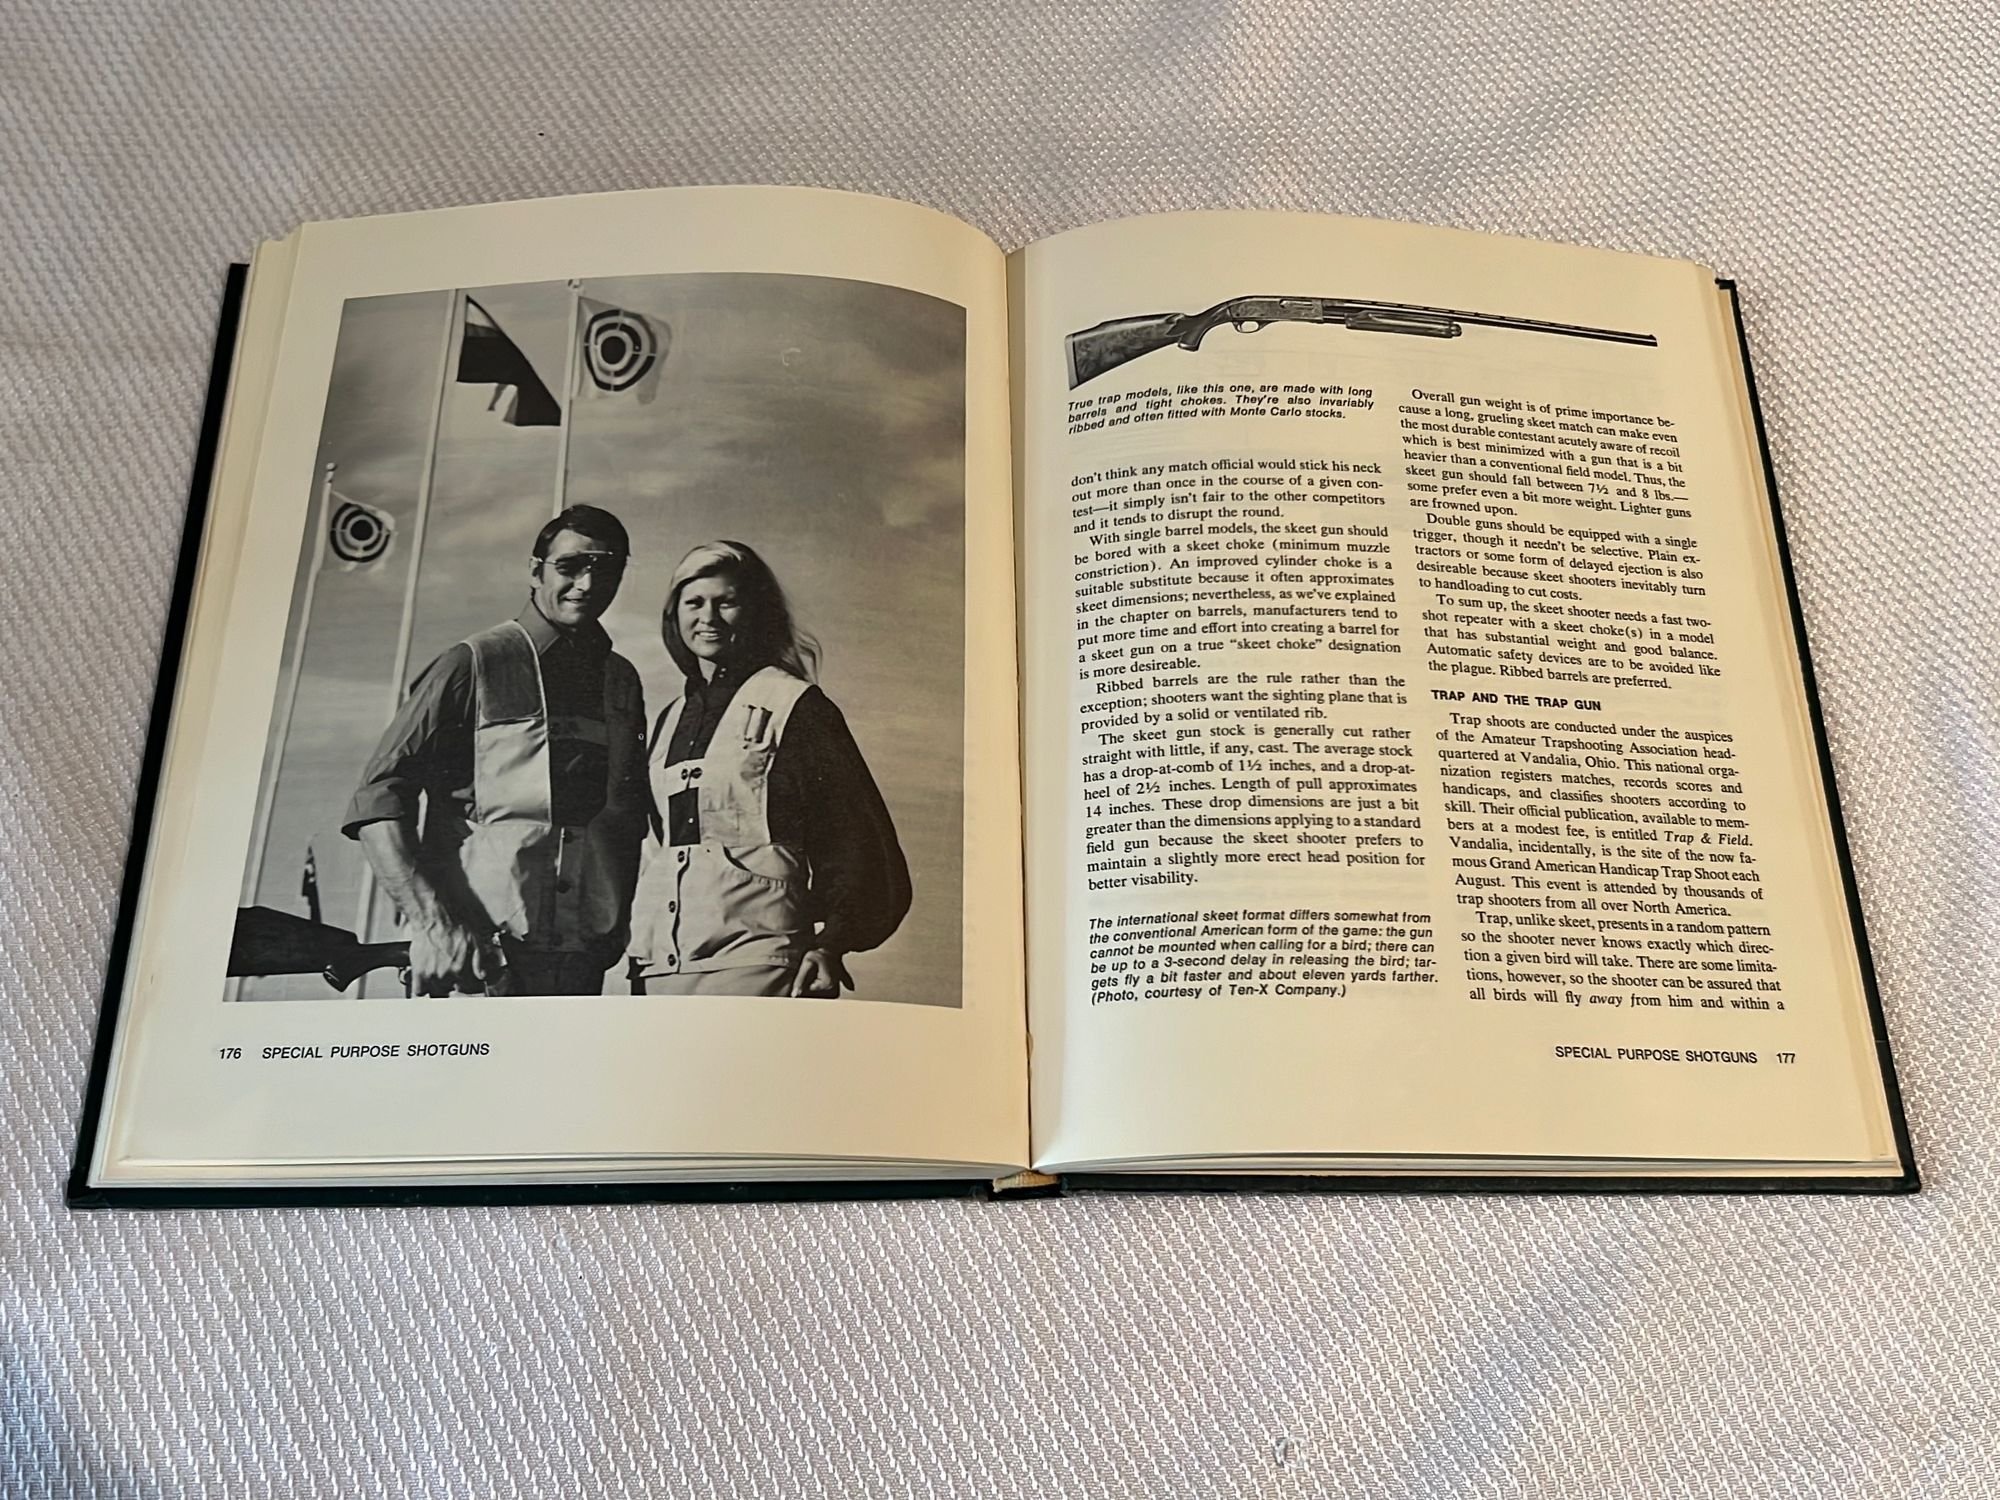 176 SPECIAL PURPOSE SHOTGUNS
True trap models, like this one, are made with long
barrels and tight chokes. They're also invariably
ribbed and often fitted with Monte Carlo stocks.
don't think any match official would stick his neck
out more than once in the course of a given con-
test—it simply isn't fair to the other competitors
and it tends to disrupt the round.
With single barrel models, the skeet gun should
be bored with a skeet choke (minimum muzzle
constriction). An improved cylinder choke is a
suitable substitute because it often approximates
skeet dimensions; nevertheless, as we've explained
in the chapter on barrels, manufacturers tend to
put more time and effort into creating a barrel for
a skeet gun on a true "skeet choke" designation
is more desireable.
Ribbed barrels are the rule rather than the
exception; shooters want the sighting plane that is
provided by a solid or ventilated rib.
The skeet gun stock is generally cut rather
straight with little, if any, cast. The average stock
has a drop-at-comb of 1½ inches, and a drop-at-
heel of 2½ inches. Length of pull approximates
14 inches. These drop dimensions are just a bit
greater than the dimensions applying to a standard
field gun because the skeet shooter prefers to
maintain a slightly more erect head position for
better visability.
The international skeet format differs somewhat from
the conventional American form of the game: the gun
cannot be mounted when calling for a bird; there can
be up to a 3-second delay in releasing the bird; tar-
gets fly a bit faster and about eleven yards farther.
(Photo, courtesy of Ten-X Company.)
Overall gun weight is of prime importance be-
cause a long, grueling skeet match can make even
the most durable contestant acutely aware of recoil
which is best minimized with a gun that is a bit
heavier than a conventional field model. Thus, the
skeet gun should fall between 7½ and 8 lbs.—
some prefer even a bit more weight. Lighter guns
are frowned upon.
Double guns should be equipped with a single
trigger, though it needn't be selective. Plain ex-
tractors or some form of delayed ejection is also
desireable because skeet shooters inevitably turn
to handloading to cut costs.
To sum up, the skeet shooter needs a fast two-
shot repeater with a skeet choke(s) in a model
that has substantial weight and good balance.
Automatic safety devices are to be avoided like
the plague. Ribbed barrels are preferred.
TRAP AND THE TRAP GUN
Trap shoots are conducted under the auspices
of the Amateur Trapshooting Association head-
quartered at Vandalia, Ohio. This national orga-
nization registers matches, records scores and
handicaps, and classifies shooters according to
skill. Their official publication, available to mem-
bers at a modest fee, is entitled Trap & Field.
Vandalia, incidentally, is the site of the now fa-
mous Grand American Handicap Trap Shoot each
August. This event is attended by thousands of
trap shooters from all over North America.
Trap, unlike skeet, presents in a random pattern
so the shooter never knows exactly which direc-
tion a given bird will take. There are some limita-
tions, however, so the shooter can be assured that
all birds will fly away from him and within a
SPECIAL PURPOSE SHOTGUNS 177